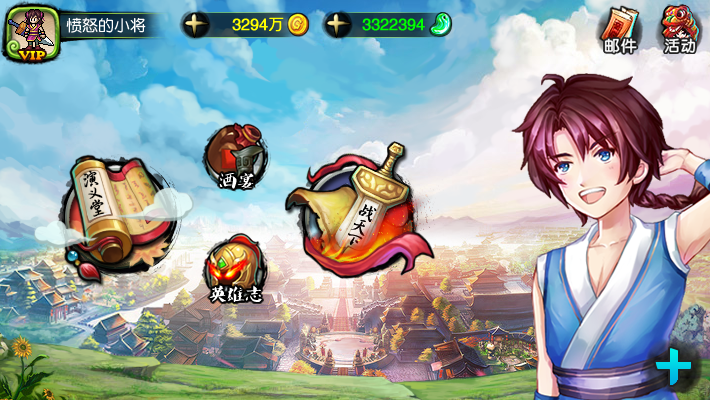 愤怒的小将
3294万
3322394
VIP
邮件
活动
演义堂
酒宴
战天下
英雄志